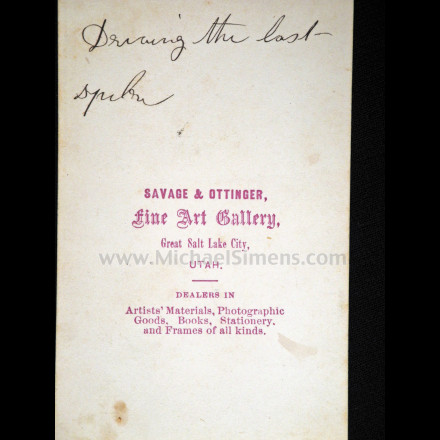 Driving the last
spike
SAVAGE & OTTINGER,
Fine Art Gallery,
Great Salt Lake City,
www.MichaelSimens.com
UTAH.
DEALERS IN
Artists' Materials, Photographic
Goods, Books, Stationery,
and Frames of all kinds.